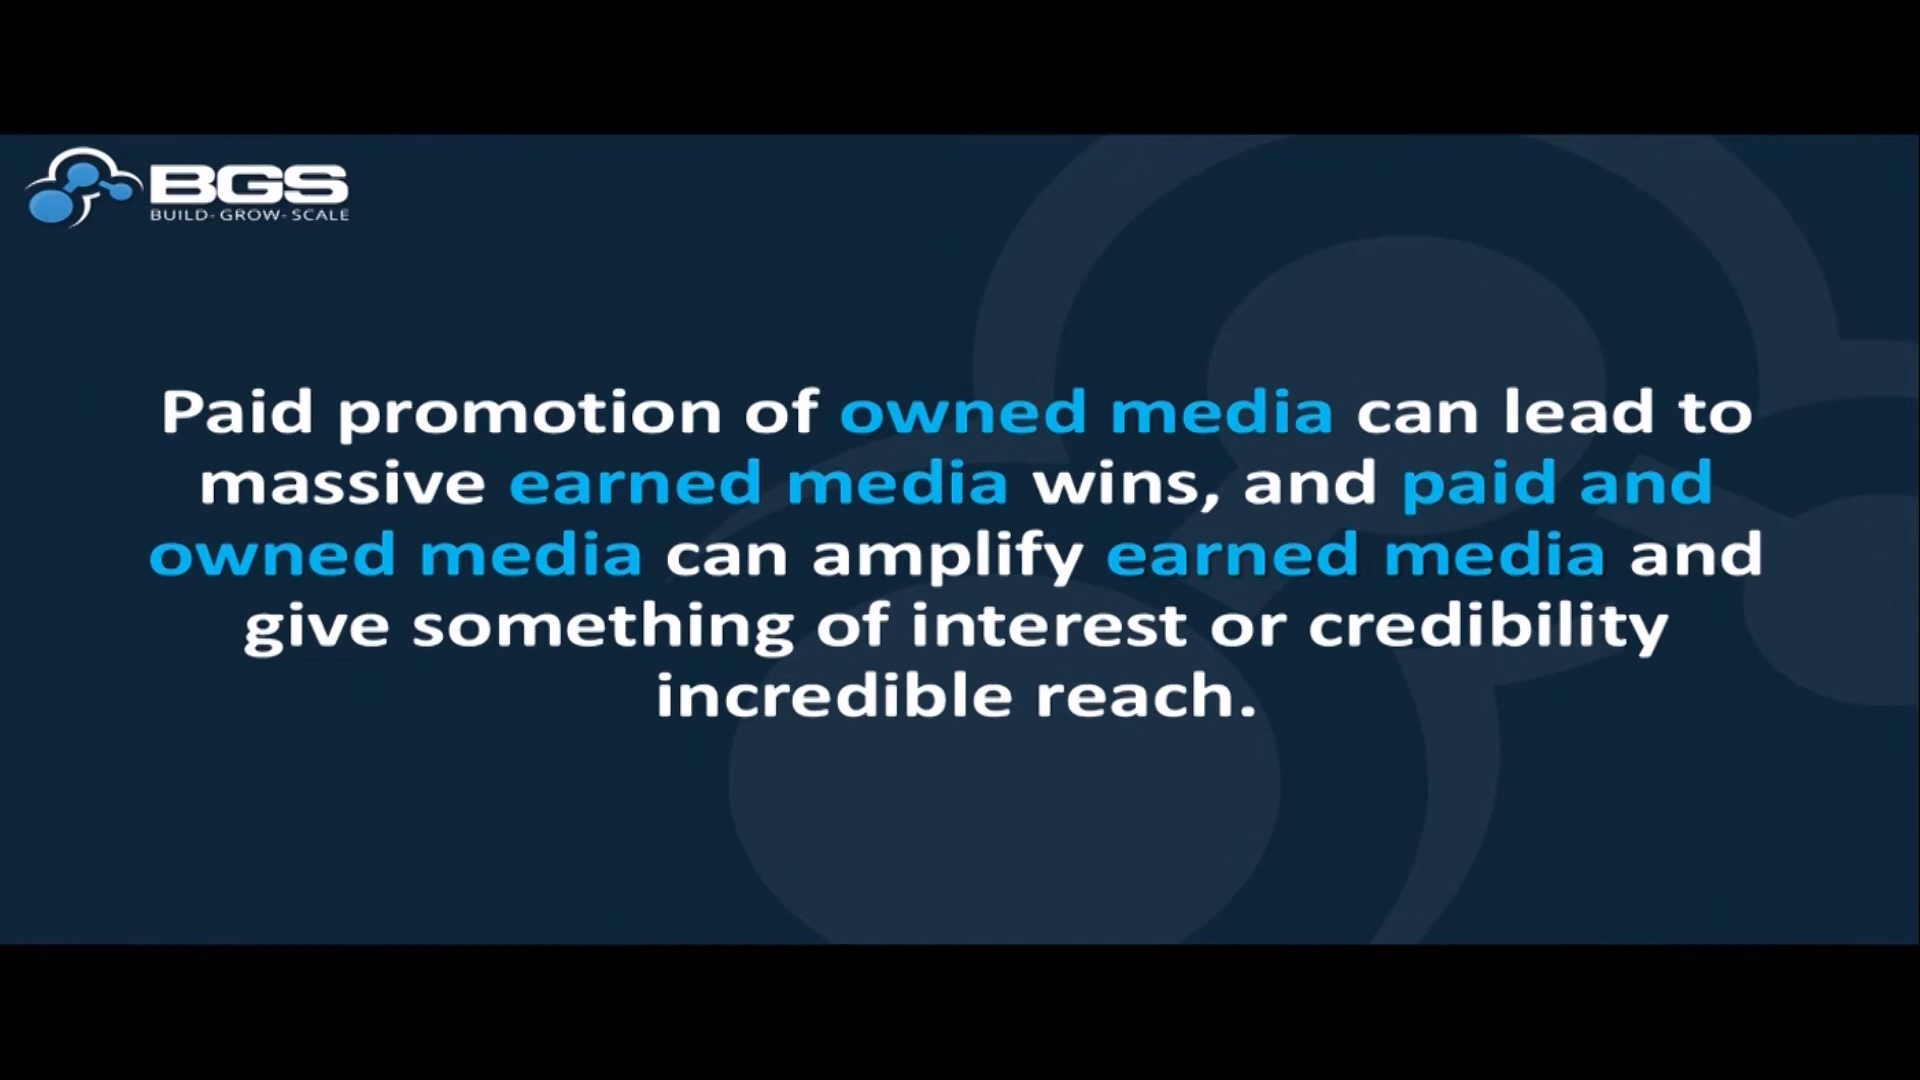 BGS
BUILD-GROW-SCALE
Paid promotion of owned media can lead to
massive earned media wins, and paid and
owned media can amplify earned media and
give something of interest or credibility
incredible reach.